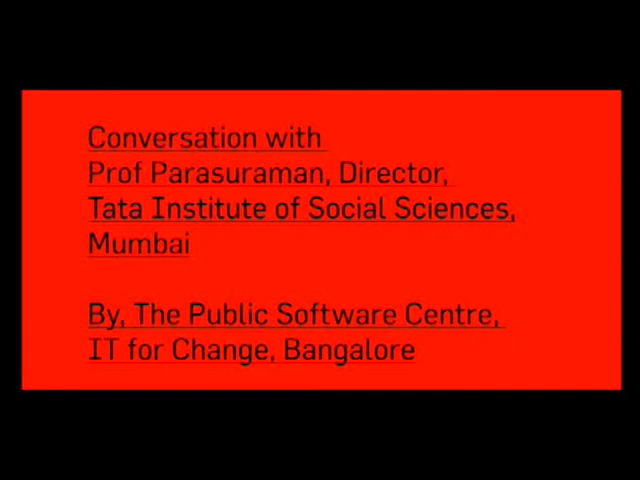 Conversation with
Prof Parasuraman, Director,
Tata Institute of Social Sciences,
Mumbai
By, The Public Software Centre,
IT for Change, Bangalore